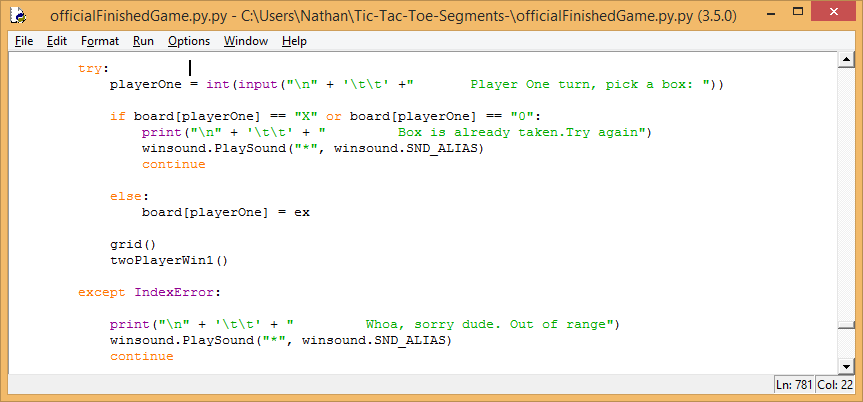 officialFinishedGame.py.py - C:\Users\Nathan\Tic-Tac-Toe-Segments-\officialFinishedGame.py.py (3.5.0)
File Edit Format Run Options Window Help
try:
playerOne = int(input("\n" + '\t\t' +"       Player One turn, pick a box: "))
if board[playerOne] == "X" or board[playerOne] == "0":
print("\n" + '\t\t' + "         Box is already taken.Try again")
winsound.PlaySound("*", winsound.SND_ALIAS)
continue
else:
board[playerOne] = ex
grid()
twoPlayerWin1()
except IndexError:
print("\n" + '\t\t' + "         Whoa, sorry dude. Out of range")
winsound.PlaySound("*", winsound.SND_ALIAS)
continue
Ln: 781 Col: 22